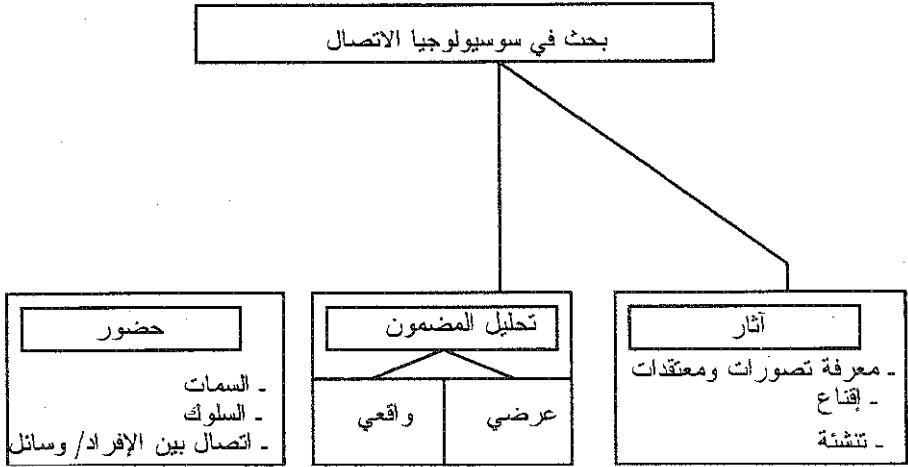 بحث في سوسيولوجيا الاتصال
آثار
- معرفة تصورات ومعتقدات
- إقناع
- تنشئة
تحليل المضمون
عرضي
واقعي
حضور
- السمات
- السلوك
- اتصال بين الإفراد/ وسائل